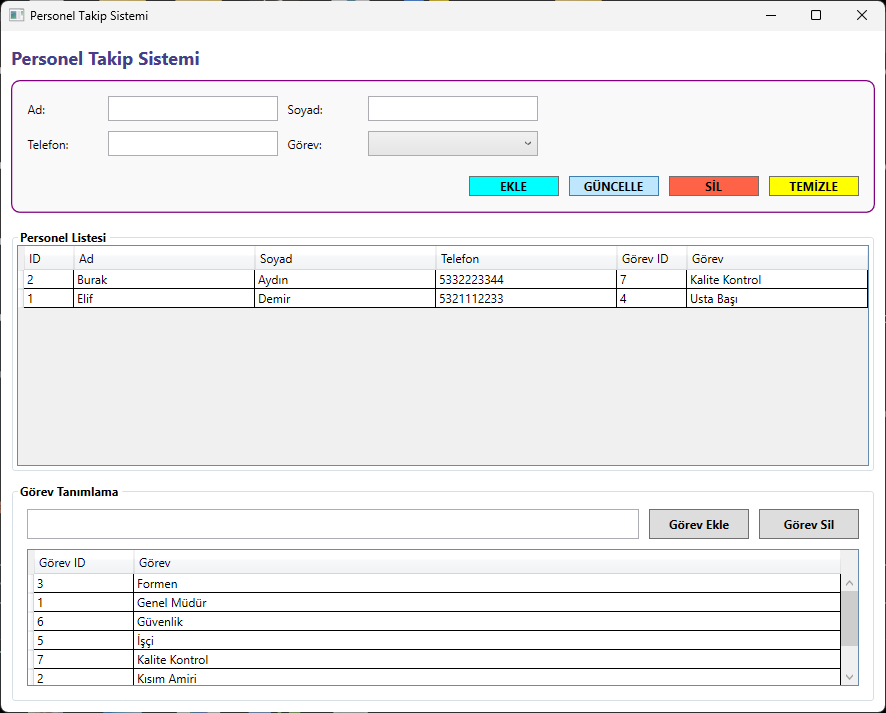 Personel Takip Sistemi
Personel Takip Sistemi
Ad: Soyad:
Telefon: Görev:
EKLE GÜNCELLE SİL TEMİZLE
Personel Listesi
ID Ad Soyad Telefon Görev ID Görev
2 Burak Aydın 5332223344 7 Kalite Kontrol
1 Elif Demir 5321112233 4 Usta Başı
Görev Tanımlama
Görev Ekle Görev Sil
Görev ID Görev
3 Formen
1 Genel Müdür
6 Güvenlik
5 İşçi
7 Kalite Kontrol
2 Kısım Amiri